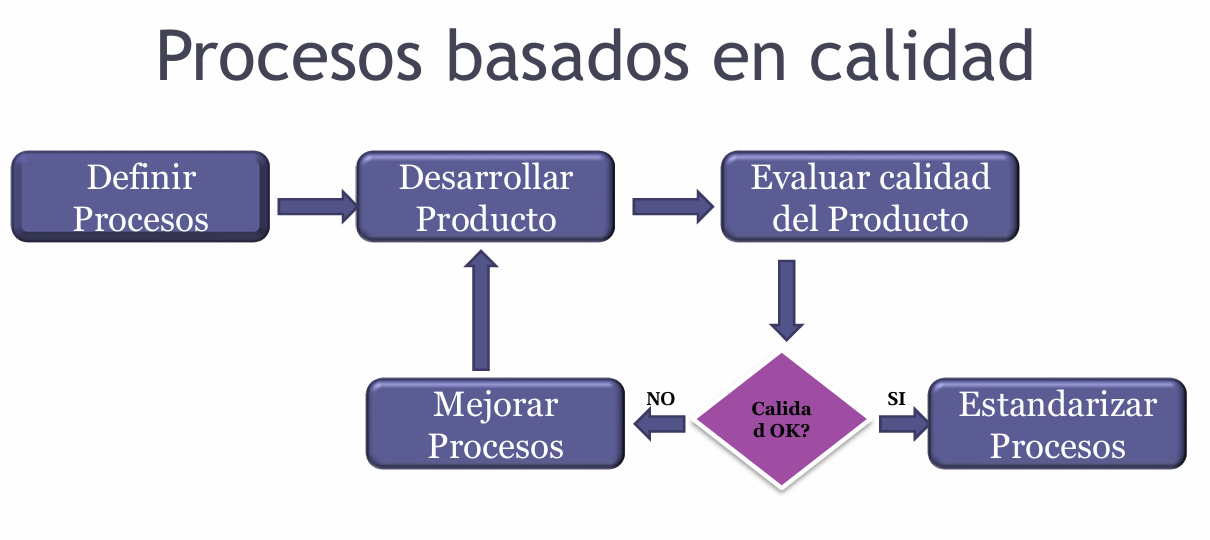 Procesos basados en calidad
Definir
Procesos
Desarrollar
Producto
Evaluar calidad
del Producto
Mejorar
Procesos
NO
Calida
d OK?
SI
Estandarizar
Procesos